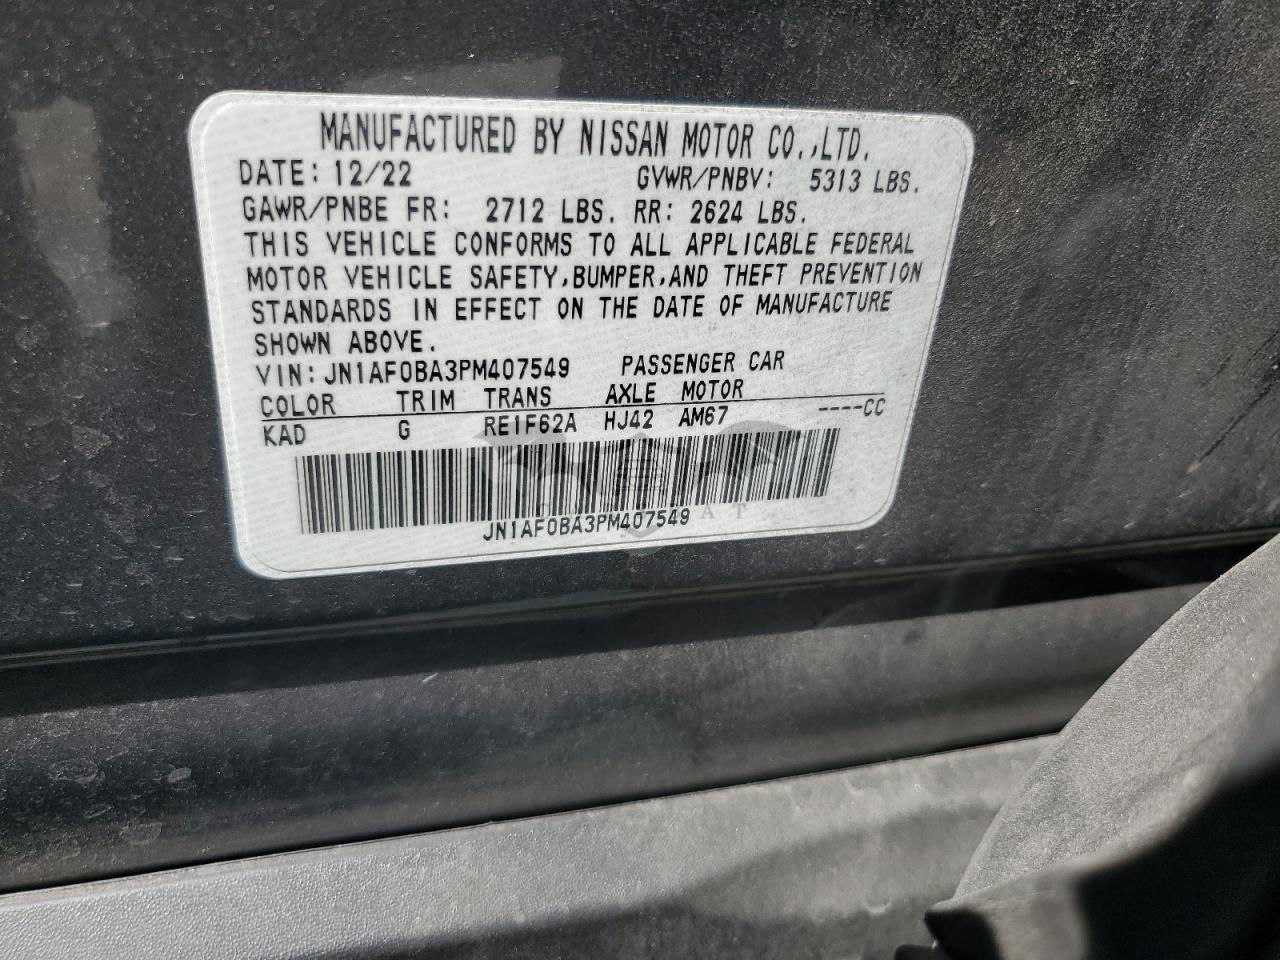 MANUFACTURED BY NISSAN MOTOR CO.,LTD.
DATE: 12/22 GVWR/PNBV: 5313 LBS.
GAWR/PNBE FR: 2712 LBS. RR: 2624 LBS.
THIS VEHICLE CONFORMS TO ALL APPLICABLE FEDERAL
MOTOR VEHICLE SAFETY,BUMPER,AND THEFT PREVENTION
STANDARDS IN EFFECT ON THE DATE OF MANUFACTURE
SHOWN ABOVE.
VIN:JN1AF0BA3PM407549 PASSENGER CAR
COLOR TRIM TRANS AXLE MOTOR
KAD G RE1F62A HJ42 AM67 ----CC
JN1AF0BA3PM407549